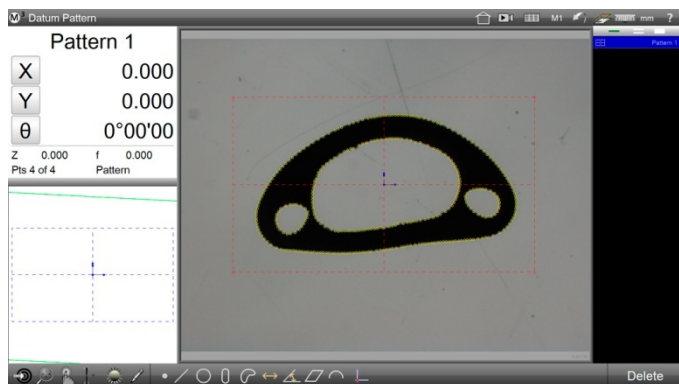 M³ Datum Pattern
M1
mm
?
Pattern 1
X 0.000
Y 0.000
θ 0°00'00
Z 0.000 f 0.000
Pts 4 of 4 Pattern
Pattern 1
Delete